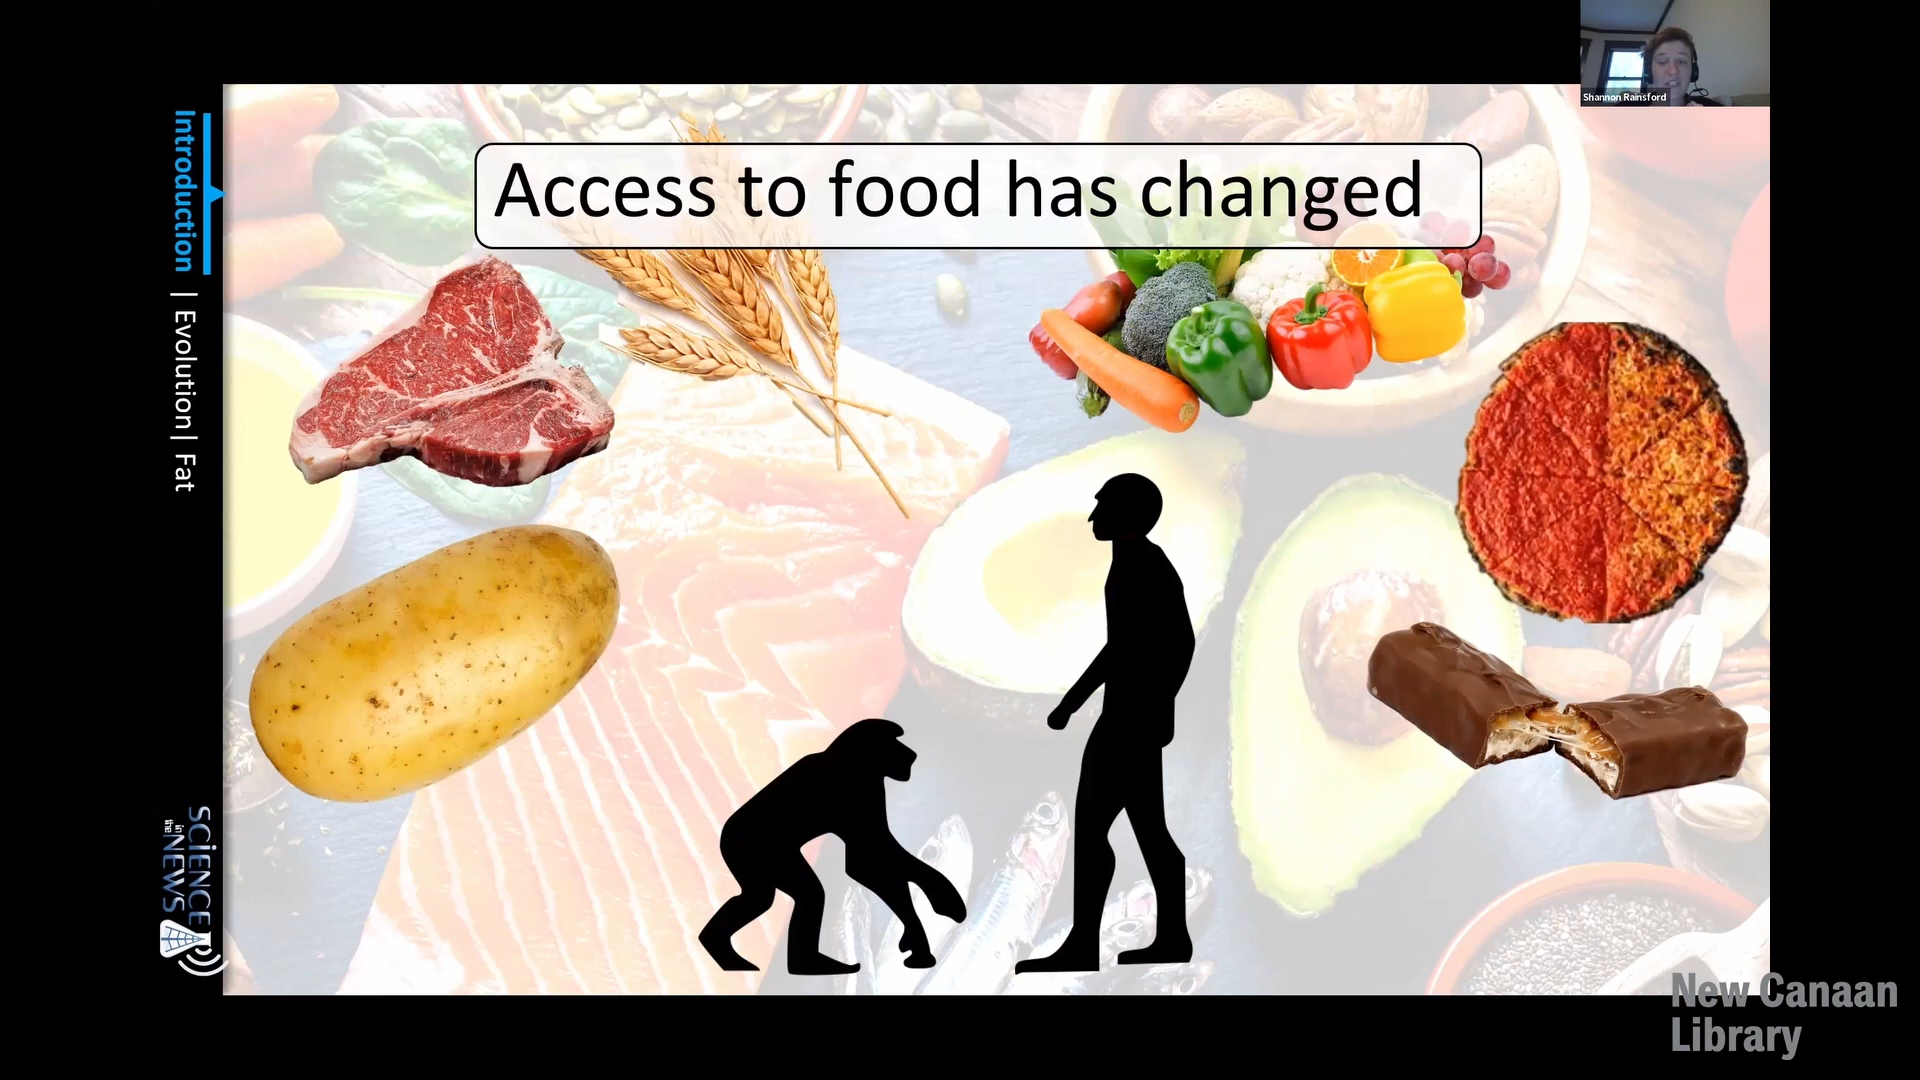 Shannon Rainsford
Access to food has changed
Introduction | Evolution| Fat
SCIENCE
in the NEWS
New Canaan
Library